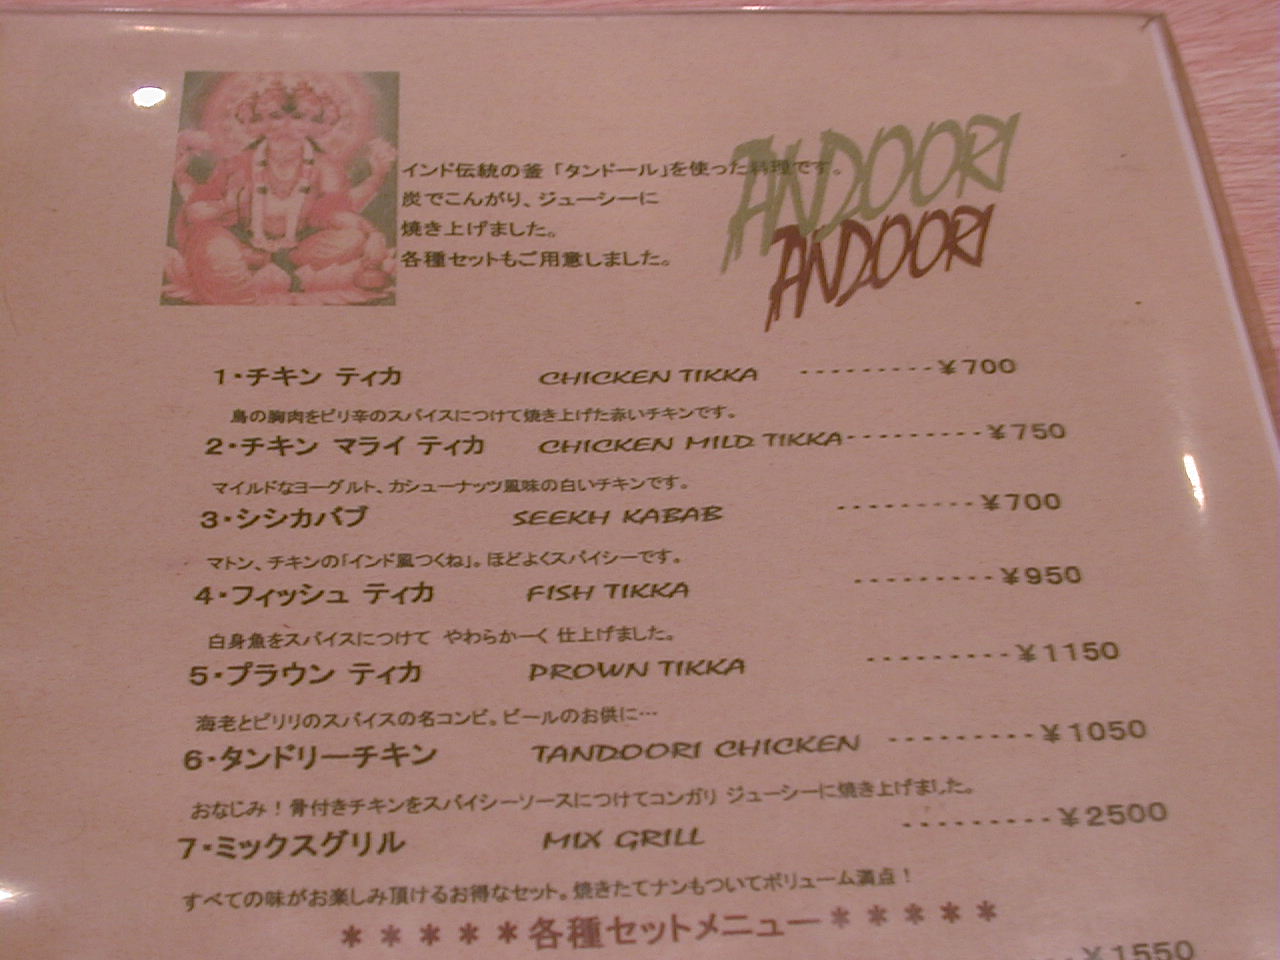 TANDOORI
TANDOORI
インド伝統の釜「タンドール」を使った料理です。
炭でこんがり、ジューシーに
焼き上げました。
各種セットもご用意しました。
1・チキン ティカ CHICKEN TIKKA ---------¥700
鳥の胸肉をピリ辛のスパイスにつけて焼き上げた赤いチキンです。
2・チキン マライ ティカ CHICKEN MILD TIKKA---------¥750
マイルドなヨーグルト、カシューナッツ風味の白いチキンです。
3・シシカバブ SEEKH KABAB ---------¥700
マトン、チキンの「インド風つくね」。ほどよくスパイシーです。
4・フィッシュ ティカ FISH TIKKA ---------¥950
白身魚をスパイスにつけて やわらかーく 仕上げました。
5・プラウン ティカ PROWN TIKKA ---------¥1150
海老とピリリのスパイスの名コンビ。ビールのお供に…
6・タンドリーチキン TANDOORI CHICKEN ---------¥1050
おなじみ！骨付きチキンをスパイシーソースにつけてコンガリ ジューシーに焼き上げました。
7・ミックスグリル MIX GRILL ---------¥2500
すべての味がお楽しみ頂けるお得なセット。焼きたてナンもついてボリューム満点！
＊＊＊＊＊各種セットメニュー＊＊＊＊＊
¥1550